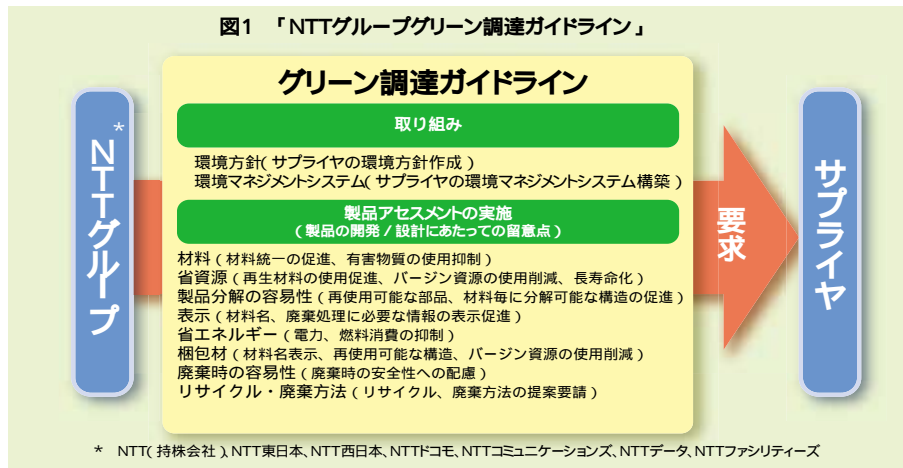 図1 「NTTグループグリーン調達ガイドライン」
グリーン調達ガイドライン
取り組み
環境方針(サプライヤの環境方針作成)
環境マネジメントシステム(サプライヤの環境マネジメントシステム構築)
製品アセスメントの実施
(製品の開発/設計にあたっての留意点)
材料(材料統一の促進、有害物質の使用抑制)
省資源(再生材料の使用促進、バージン資源の使用削減、長寿命化)
製品分解の容易性(再使用可能な部品、材料毎に分解可能な構造の促進)
表示(材料名、廃棄処理に必要な情報の表示促進)
省エネルギー(電力、燃料消費の抑制)
梱包材(材料名表示、再使用可能な構造、バージン資源の使用削減)
廃棄時の容易性(廃棄時の安全性への配慮)
リサイクル・廃棄方法(リサイクル、廃棄方法の提案要請)
*NTTグループ
要求
サプライヤ
* NTT(持株会社)、NTT東日本、NTT西日本、NTTドコモ、NTTコミュニケーションズ、NTTデータ、NTTファシリティーズ